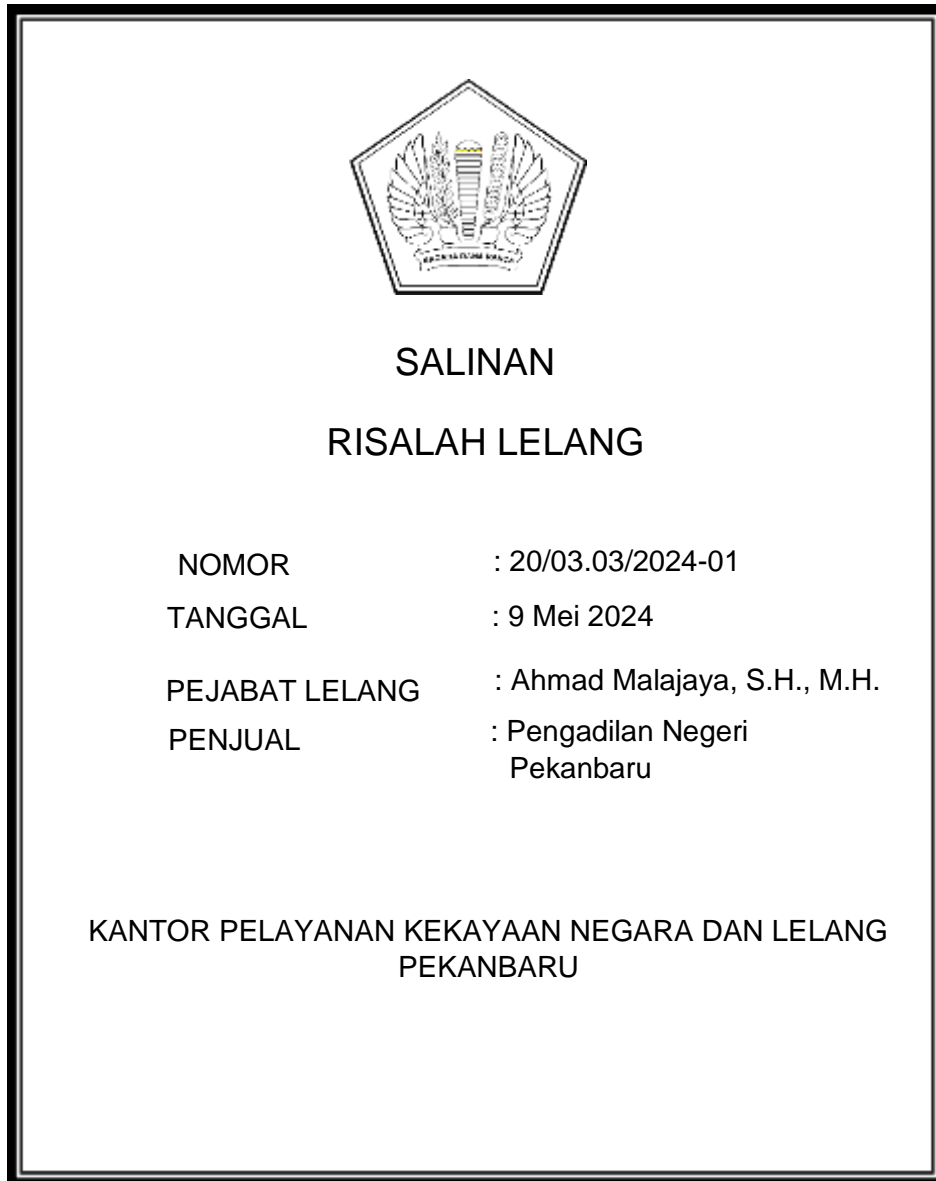 SALINAN
RISALAH LELANG
NOMOR : 20/03.03/2024-01
TANGGAL : 9 Mei 2024
PEJABAT LELANG : Ahmad Malajaya, S.H., M.H.
PENJUAL : Pengadilan Negeri
Pekanbaru
KANTOR PELAYANAN KEKAYAAN NEGARA DAN LELANG
PEKANBARU